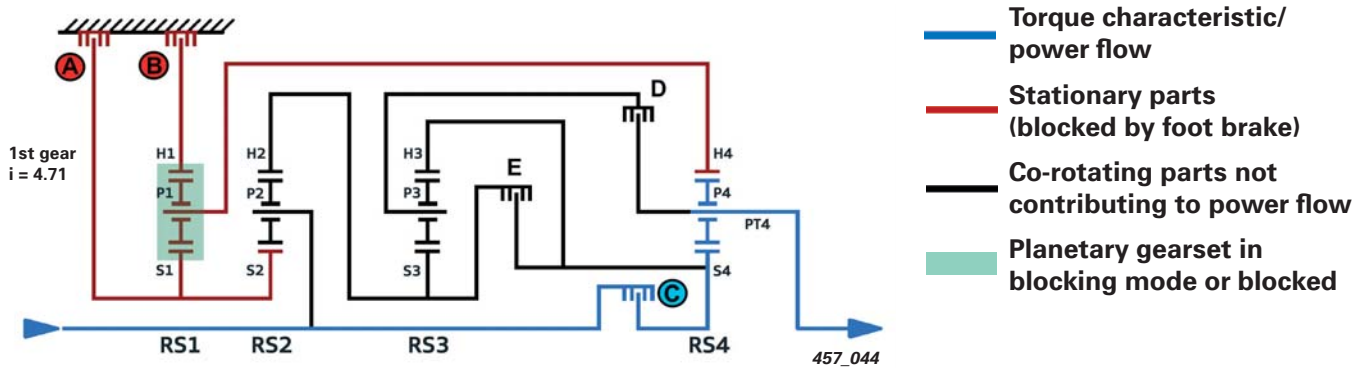 A
B
D
E
C
1st gear
i = 4.71
H1
H2
H3
H4
P1
P2
P3
P4
PT4
S1
S2
S3
S4
RS1
RS2
RS3
RS4
457_044
Torque characteristic/
power flow
Stationary parts
(blocked by foot brake)
Co-rotating parts not
contributing to power flow
Planetary gearset in
blocking mode or blocked